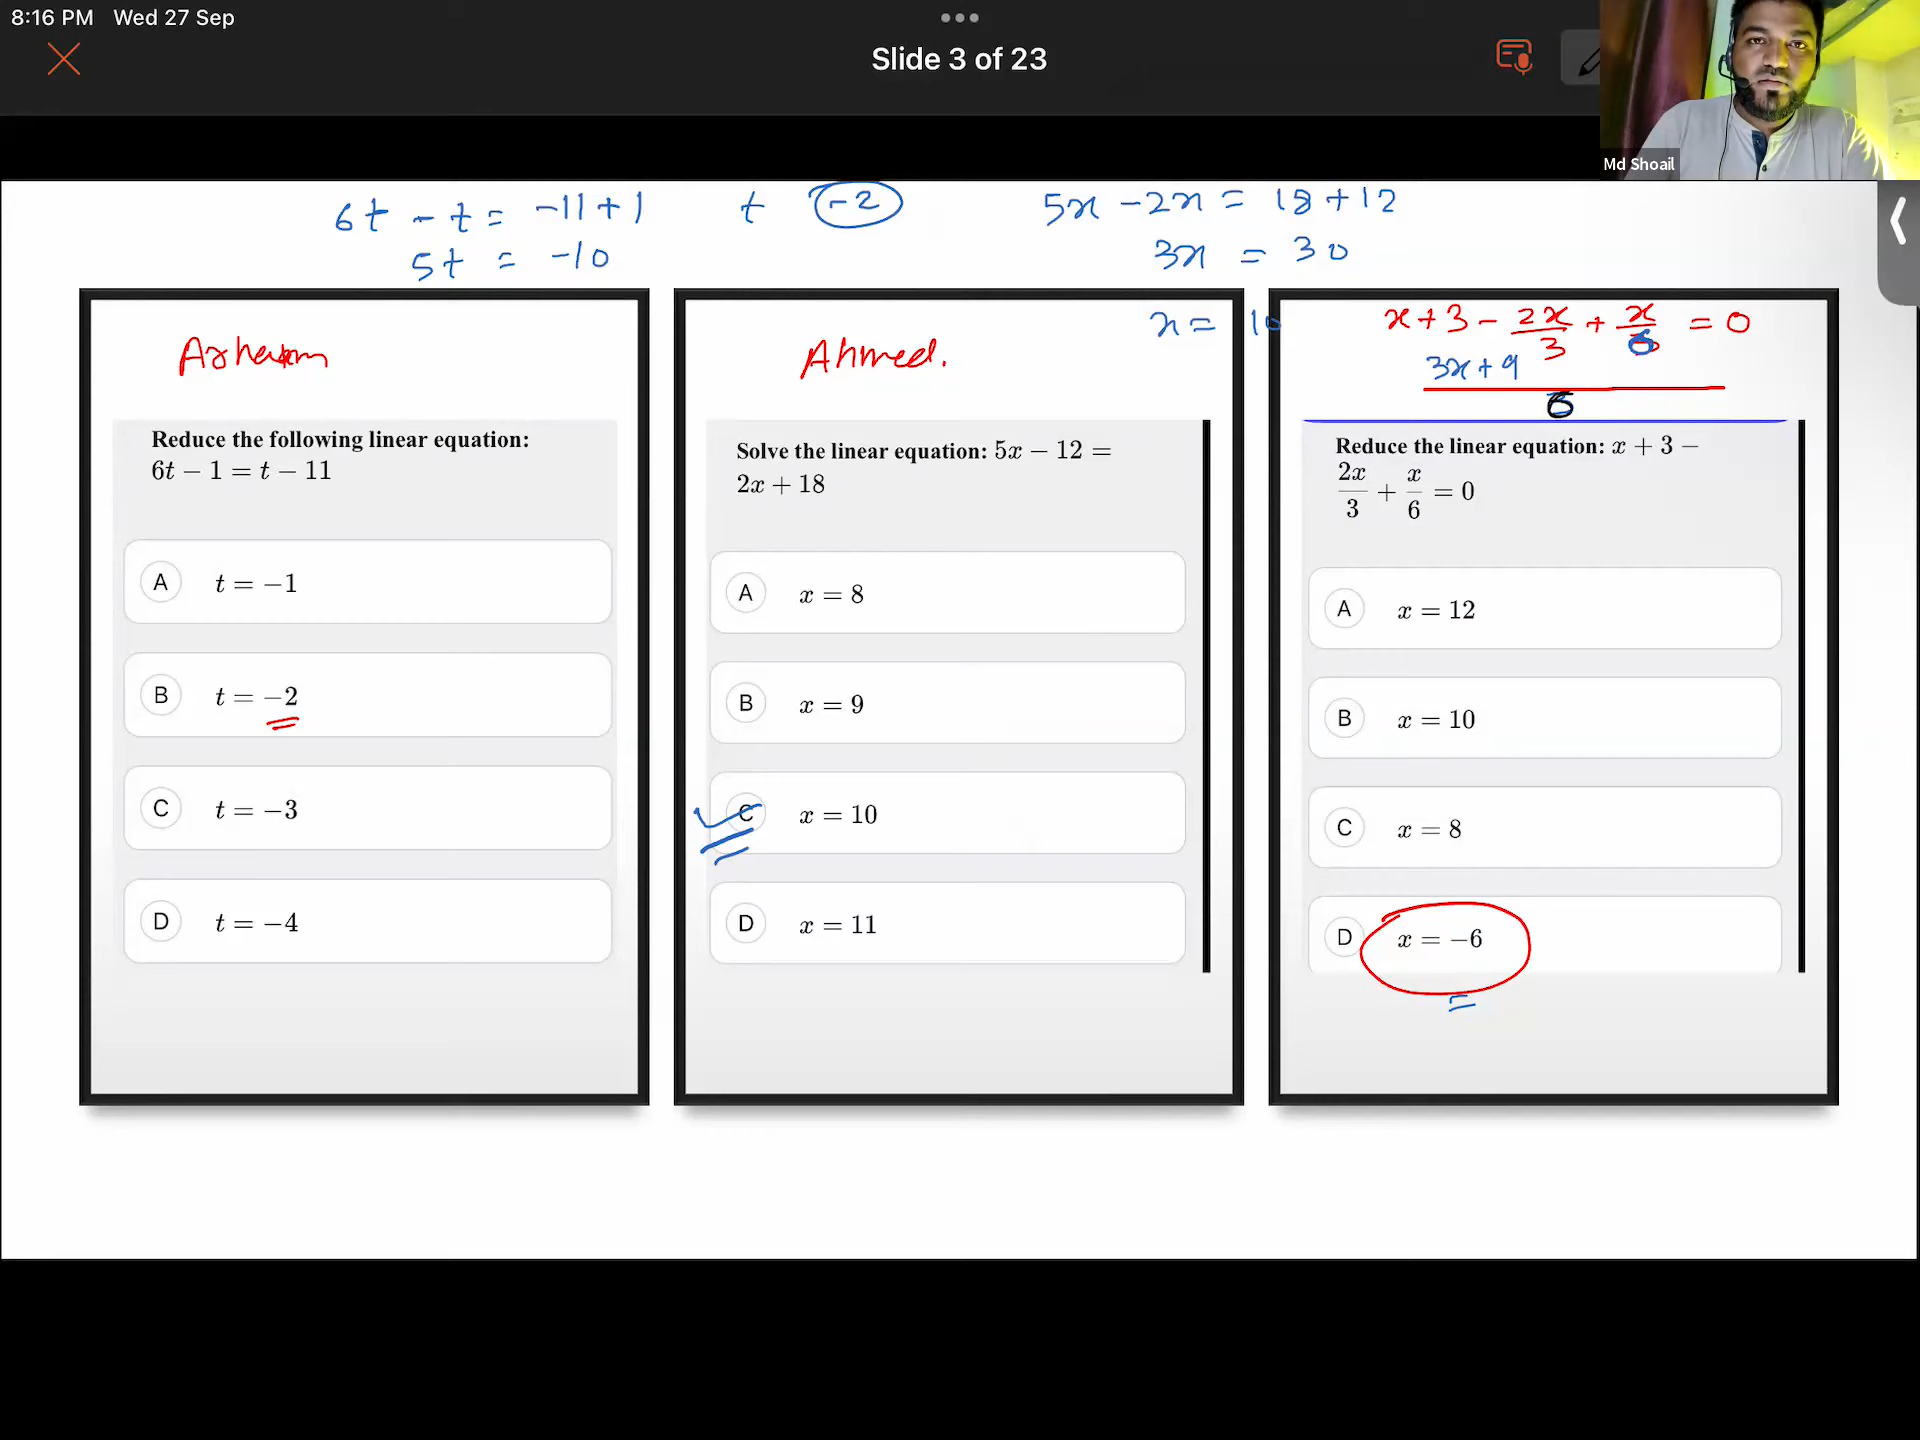 8:16 PM Wed 27 Sep
Slide 3 of 23
Md Shoail
6t - t = -11 + 1
5t = -10
t -2
5x - 2x = 18 + 12
3x = 30
x = 10
Arham
Reduce the following linear equation:
6t − 1 = t − 11
A t = −1
B t = −2
C t = −3
D t = −4
Ahmed.
Solve the linear equation: 5x − 12 =
2x + 18
A x = 8
B x = 9
C x = 10
D x = 11
x + 3 - 2x/3 + x/6 = 0
3x + 9
6
Reduce the linear equation: x + 3 −
2x/3 + x/6 = 0
A x = 12
B x = 10
C x = 8
D x = −6